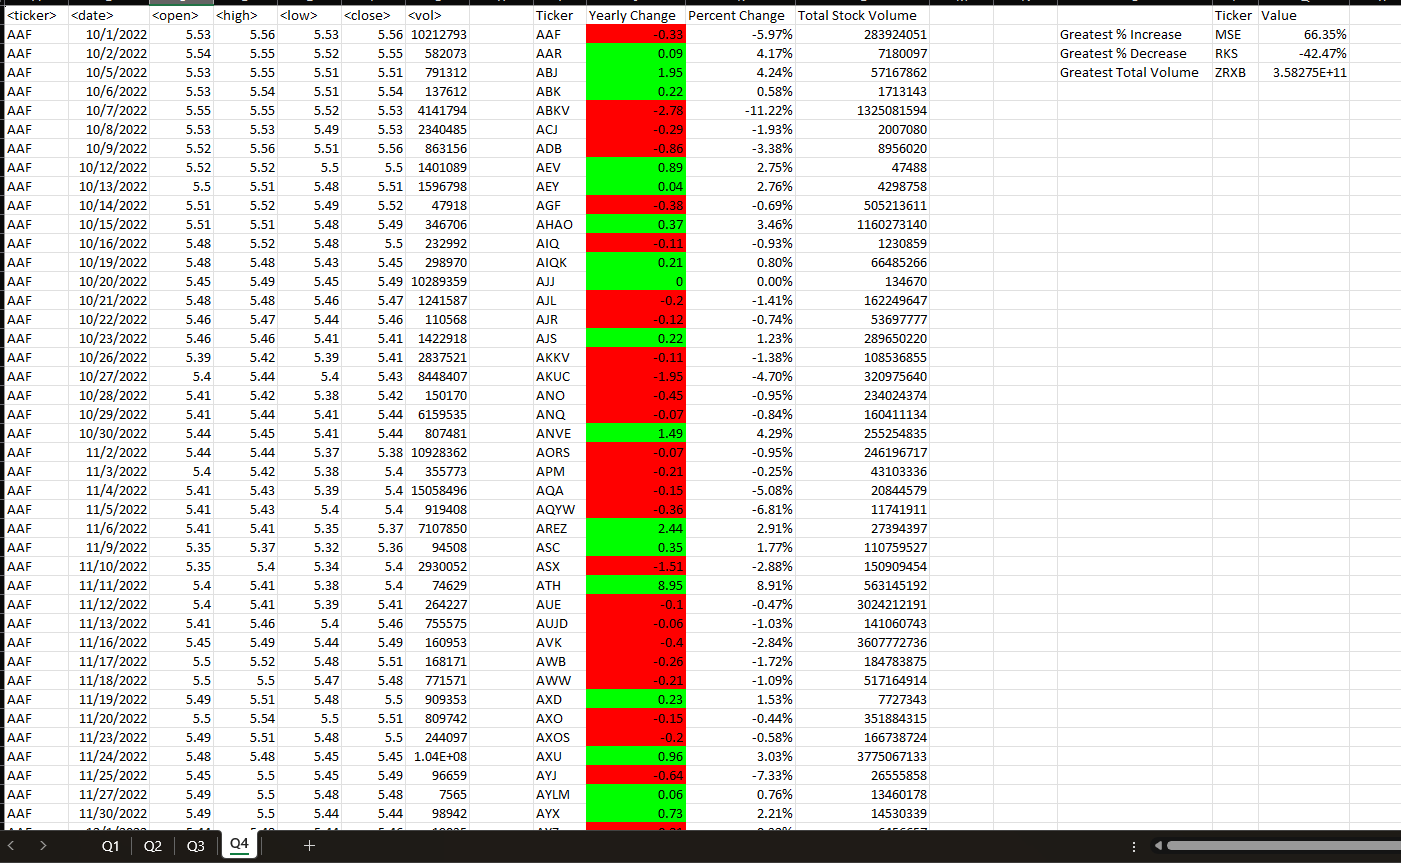 <ticker> <date> <open> <high> <low> <close> <vol> Ticker Yearly Change Percent Change Total Stock Volume Ticker Value
AAF 10/1/2022 5.53 5.56 5.53 5.56 10212793 AAF -0.33 -5.97% 283924051 Greatest % Increase MSE 66.35%
AAF 10/2/2022 5.54 5.55 5.52 5.55 582073 AAR 0.09 4.17% 7180097 Greatest % Decrease RKS -42.47%
AAF 10/5/2022 5.53 5.55 5.51 5.51 791312 ABJ 1.95 4.24% 57167862 Greatest Total Volume ZRXB 3.58275E+11
AAF 10/6/2022 5.53 5.54 5.51 5.54 137612 ABK 0.22 0.58% 1713143
AAF 10/7/2022 5.55 5.55 5.52 5.53 4141794 ABKV -2.78 -11.22% 1325081594
AAF 10/8/2022 5.53 5.53 5.49 5.53 2340485 ACJ -0.29 -1.93% 2007080
AAF 10/9/2022 5.52 5.56 5.51 5.56 863156 ADB -0.86 -3.38% 8956020
AAF 10/12/2022 5.52 5.52 5.5 5.5 1401089 AEV 0.89 2.75% 47488
AAF 10/13/2022 5.5 5.51 5.48 5.51 1596798 AEY 0.04 2.76% 4298758
AAF 10/14/2022 5.51 5.52 5.49 5.52 47918 AGF -0.38 -0.69% 505213611
AAF 10/15/2022 5.51 5.51 5.48 5.49 346706 AHAO 0.37 3.46% 1160273140
AAF 10/16/2022 5.48 5.52 5.48 5.5 232992 AIQ -0.11 -0.93% 1230859
AAF 10/19/2022 5.48 5.48 5.43 5.45 298970 AIQK 0.21 0.80% 66485266
AAF 10/20/2022 5.45 5.49 5.45 5.49 10289359 AJJ 0 0.00% 134670
AAF 10/21/2022 5.48 5.48 5.46 5.47 1241587 AJL -0.2 -1.41% 162249647
AAF 10/22/2022 5.46 5.47 5.44 5.46 110568 AJR -0.12 -0.74% 53697777
AAF 10/23/2022 5.46 5.46 5.41 5.41 1422918 AJS 0.22 1.23% 289650220
AAF 10/26/2022 5.39 5.42 5.39 5.41 2837521 AKKV -0.11 -1.38% 108536855
AAF 10/27/2022 5.4 5.44 5.4 5.43 8448407 AKUC -1.95 -4.70% 320975640
AAF 10/28/2022 5.41 5.42 5.38 5.42 150170 ANO -0.45 -0.95% 234024374
AAF 10/29/2022 5.41 5.44 5.41 5.44 6159535 ANQ -0.07 -0.84% 160411134
AAF 10/30/2022 5.44 5.45 5.41 5.44 807481 ANVE 1.49 4.29% 255254835
AAF 11/2/2022 5.44 5.44 5.37 5.38 10928362 AORS -0.07 -0.95% 246196717
AAF 11/3/2022 5.4 5.42 5.38 5.4 355773 APM -0.21 -0.25% 43103336
AAF 11/4/2022 5.41 5.43 5.39 5.4 15058496 AQA -0.15 -5.08% 20844579
AAF 11/5/2022 5.41 5.43 5.4 5.4 919408 AQYW -0.36 -6.81% 11741911
AAF 11/6/2022 5.41 5.41 5.35 5.37 7107850 AREZ 2.44 2.91% 27394397
AAF 11/9/2022 5.35 5.37 5.32 5.36 94508 ASC 0.35 1.77% 110759527
AAF 11/10/2022 5.35 5.4 5.34 5.4 2930052 ASX -1.51 -2.88% 150909454
AAF 11/11/2022 5.4 5.41 5.38 5.4 74629 ATH 8.95 8.91% 563145192
AAF 11/12/2022 5.4 5.41 5.39 5.41 264227 AUE -0.1 -0.47% 3024212191
AAF 11/13/2022 5.41 5.46 5.4 5.46 755575 AUJD -0.06 -1.03% 141060743
AAF 11/16/2022 5.45 5.49 5.44 5.49 160953 AVK -0.4 -2.84% 3607772736
AAF 11/17/2022 5.5 5.52 5.48 5.51 168171 AWB -0.26 -1.72% 184783875
AAF 11/18/2022 5.5 5.5 5.47 5.48 771571 AWW -0.21 -1.09% 517164914
AAF 11/19/2022 5.49 5.51 5.48 5.5 909353 AXD 0.23 1.53% 7727343
AAF 11/20/2022 5.5 5.54 5.5 5.51 809742 AXO -0.15 -0.44% 351884315
AAF 11/23/2022 5.49 5.51 5.48 5.5 244097 AXOS -0.2 -0.58% 166738724
AAF 11/24/2022 5.48 5.48 5.45 5.45 1.04E+08 AXU 0.96 3.03% 3775067133
AAF 11/25/2022 5.45 5.5 5.45 5.49 96659 AYJ -0.64 -7.33% 26555858
AAF 11/27/2022 5.49 5.5 5.48 5.48 7565 AYLM 0.06 0.76% 13460178
AAF 11/30/2022 5.49 5.5 5.44 5.44 98942 AYX 0.73 2.21% 14530339
Q1 Q2 Q3 Q4 +